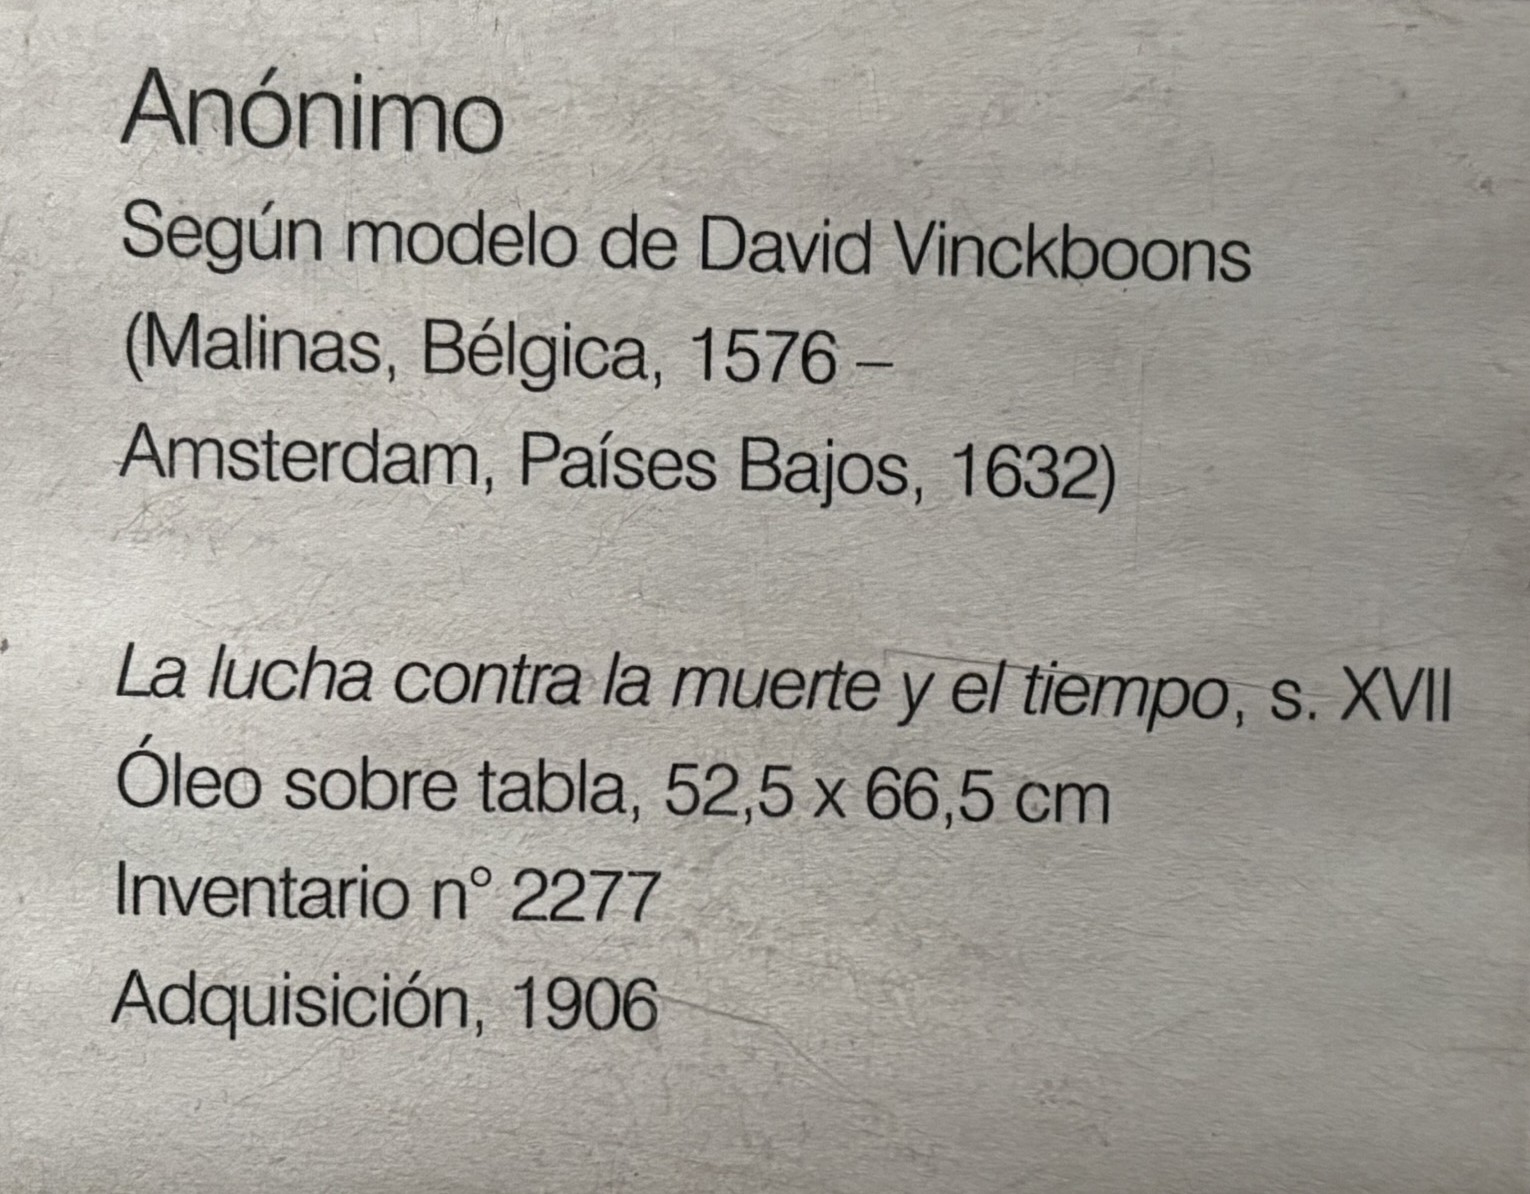 Anónimo
Según modelo de David Vinckboons
(Malinas, Bélgica, 1576 –
Amsterdam, Países Bajos, 1632)
La lucha contra la muerte y el tiempo, s. XVII
Óleo sobre tabla, 52,5 x 66,5 cm
Inventario n° 2277
Adquisición, 1906